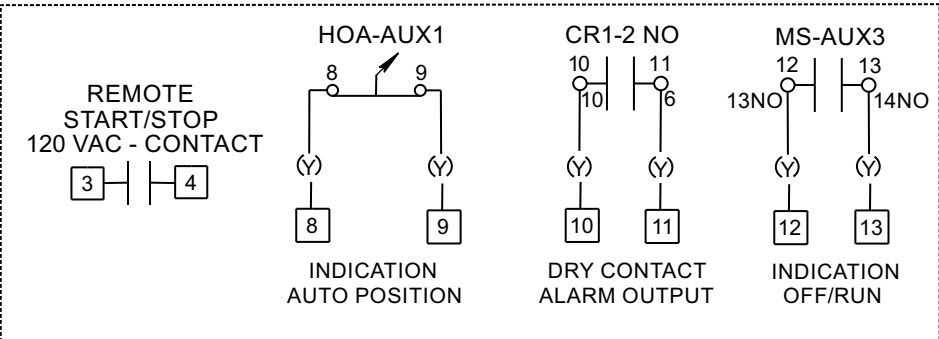 REMOTE
START/STOP
120 VAC - CONTACT
3 4
HOA-AUX1
8 9
(Y) (Y)
8 9
INDICATION
AUTO POSITION
CR1-2 NO
10 11
10 6
(Y) (Y)
10 11
DRY CONTACT
ALARM OUTPUT
MS-AUX3
12 13
13NO 14NO
(Y) (Y)
12 13
INDICATION
OFF/RUN